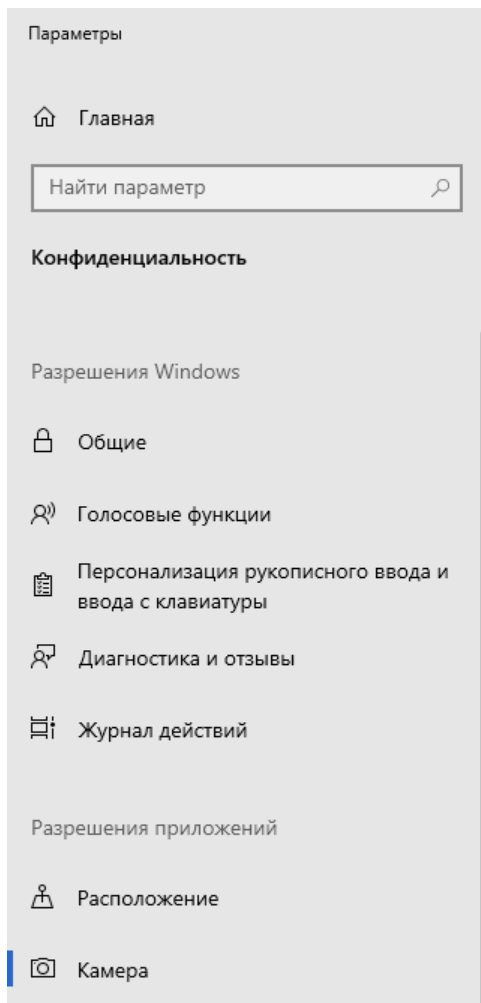 Параметры
Главная
Найти параметр
Конфиденциальность
Разрешения Windows
Общие
Голосовые функции
Персонализация рукописного ввода и
ввода с клавиатуры
Диагностика и отзывы
Журнал действий
Разрешения приложений
Расположение
Камера